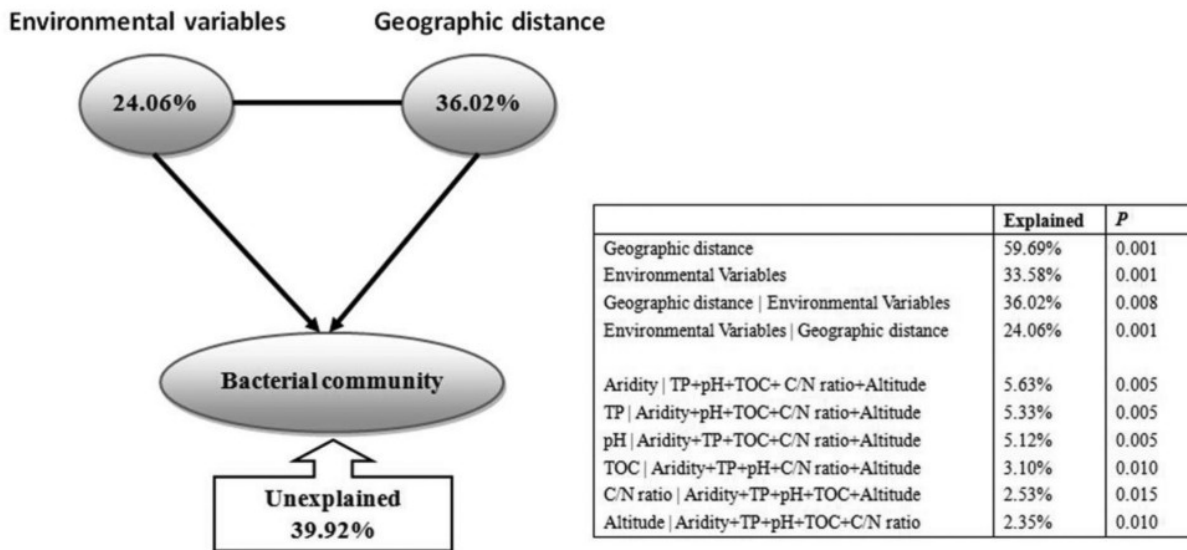 Environmental variables
Geographic distance
24.06%
36.02%
Bacterial community
Unexplained
39.92%
Explained P
Geographic distance 59.69% 0.001
Environmental Variables 33.58% 0.001
Geographic distance | Environmental Variables 36.02% 0.008
Environmental Variables | Geographic distance 24.06% 0.001
Aridity | TP+pH+TOC+ C/N ratio+Altitude 5.63% 0.005
TP | Aridity+pH+TOC+C/N ratio+Altitude 5.33% 0.005
pH | Aridity+TP+TOC+C/N ratio+Altitude 5.12% 0.005
TOC | Aridity+TP+pH+C/N ratio+Altitude 3.10% 0.010
C/N ratio | Aridity+TP+pH+TOC+Altitude 2.53% 0.015
Altitude | Aridity+TP+pH+TOC+C/N ratio 2.35% 0.010